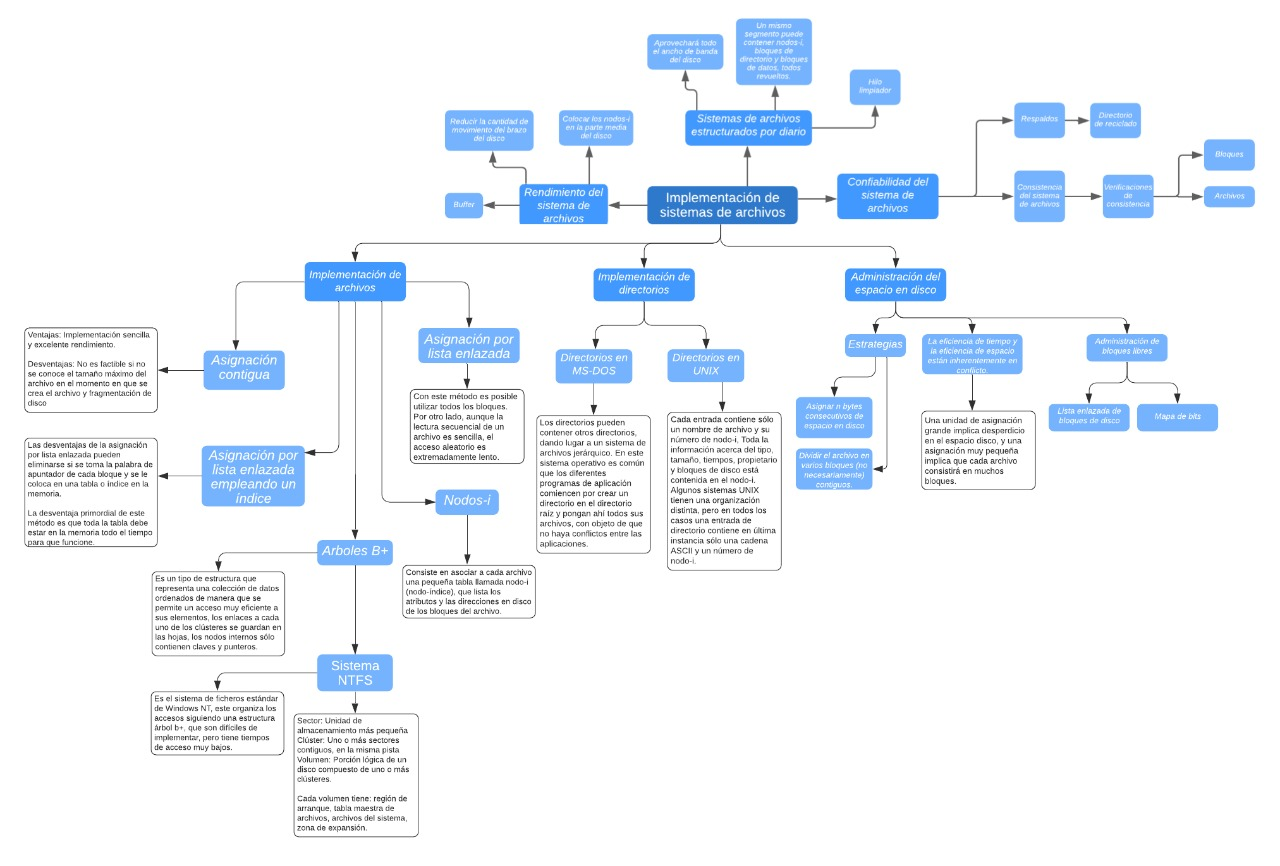 Un mismo
segmento puede
contener nodos-i,
bloques de
directorio y bloques
de datos, todos
revueltos.
Aprovechará todo
el ancho de banda
del disco
Hilo
limpiador
Sistemas de archivos
estructurados por diario
Reducir la cantidad de
movimiento del brazo
del disco
Colocar los nodos-i
en la parte media
del disco
Respaldos
Directorio
de reciclado
Bloques
Buffer
Rendimiento del
sistema de
archivos
Implementación de
sistemas de archivos
Confiabilidad del
sistema de
archivos
Consistencia
del sistema
de archivos
Verificaciones
de
consistencia
Archives
Implementación de
archivos
Implementación de
directorios
Administración del
espacio en disco
Ventajas: Implementación sencilla
y excelente rendimiento.
Desventajas: No es factible si no
se conoce el tamaño máximo del
archivo en el momento en que se
crea el archivo y fragmentación de
disco
Asignación
contigua
Asignación por
lista enlazada
Directorios en
MS-DOS
Directorios en
UNIX
Estrategias
La eficiencia de tiempo y
la eficiencia de espacio
están inherentemente en
conflicto.
Administración de
bloques libres
Con este método es posible
utilizar todos los bloques.
Por otro lado, aunque la
lectura secuencial de un
archivo es sencilla, el
acceso aleatorio es
extremadamente lento.
Los directorios pueden
contener otros directorios,
dando lugar a un sistema de
archivos jerárquico. En este
sistema operativo es común
que los diferentes
programas de aplicación
comiencen por crear un
directorio en el directorio
raíz y pongan ahí todos sus
archivos, con objeto de que
no haya conflictos entre las
aplicaciones.
Cada entrada contiene sólo
un nombre de archivo y su
número de nodo-i, Toda la
información acerca del tipo,
tamaño, tiempos, propietario
y bloques de disco está
contenida en el nodo-i.
Algunos sistemas UNIX
tienen una organización
distinta, pero en todos los
casos una entrada de
directorio contiene en última
instancia sólo una cadena
ASCII y un número de
nodo-i.
Asignar n bytes
consecutivos de
espacio en disco
Dividir el archivo en
varios bloques (no
necesariamente)
contiguos.
Una unidad de asignación
grande implica desperdicio
en el espacio disco, y una
asignación muy pequeña
implica que cada archivo
consistirá en muchos
bloques.
Lista enlazada de
bloques de disco
Mapa de bits
Las desventajas de la asignación
por lista enlazada pueden
eliminarse si se toma la palabra de
apuntador de cada bloque y se le
coloca en una tabla o índice en la
memoria.
La desventaja primordial de este
método es que toda la tabla debe
estar en la memoria todo el tiempo
para que funcione.
Asignación por
lista enlazada
empleando un
índice
Nodos-i
Arboles B+
Consiste en asociar a cada archivo
una pequeña tabla llamada nodo-i
(nodo-índice), que lista los
atributos y las direcciones en disco
de los bloques del archivo.
Es un tipo de estructura que
representa una colección de datos
ordenados de manera que se
permite un acceso muy eficiente a
sus elementos, los enlaces a cada
uno de los clústeres se guardan en
las hojas, los nodos internos sólo
contienen claves y punteros.
Sistema
NTFS
Es el sistema de ficheros estándar
de Windows NT, este organiza los
accesos siguiendo una estructura
árbol b+, que son difíciles de
implementar, pero tiene tiempos
de acceso muy bajos.
Sector: Unidad de
almacenamiento más pequeña
Clúster: Uno o más sectores
contiguos, en la misma pista
Volumen: Porción lógica de un
disco compuesto de uno o más
clústeres.
Cada volumen tiene: región de
arranque, tabla maestra de
archivos, archivos del sistema,
zona de expansión.